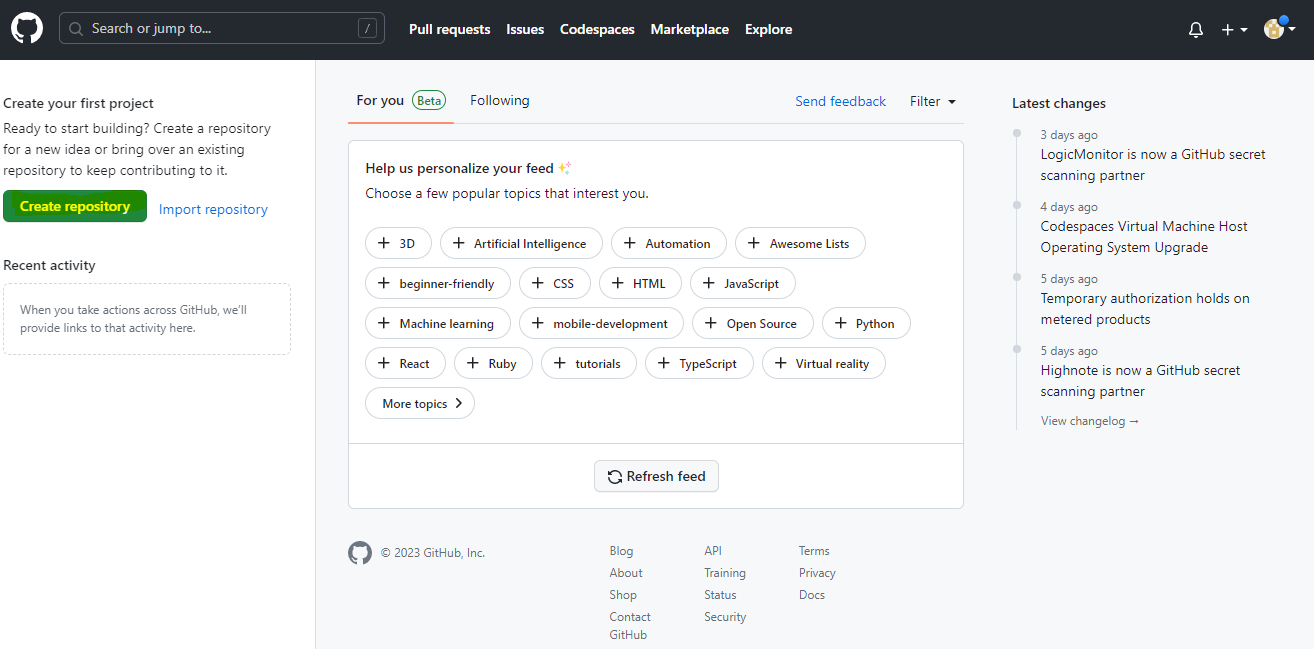 Search or jump to...
/
Pull requests
Issues
Codespaces
Marketplace
Explore
Create your first project
Ready to start building? Create a repository
for a new idea or bring over an existing
repository to keep contributing to it.
Create repository
Import repository
Recent activity
When you take actions across GitHub, we'll
provide links to that activity here.
For you
Beta
Following
Send feedback
Filter
Help us personalize your feed ✨
Choose a few popular topics that interest you.
+ 3D
+ Artificial Intelligence
+ Automation
+ Awesome Lists
+ beginner-friendly
+ CSS
+ HTML
+ JavaScript
+ Machine learning
+ mobile-development
+ Open Source
+ Python
+ React
+ Ruby
+ tutorials
+ TypeScript
+ Virtual reality
More topics >
Refresh feed
Latest changes
3 days ago
LogicMonitor is now a GitHub secret
scanning partner
4 days ago
Codespaces Virtual Machine Host
Operating System Upgrade
5 days ago
Temporary authorization holds on
metered products
5 days ago
Highnote is now a GitHub secret
scanning partner
View changelog →
© 2023 GitHub, Inc.
Blog
About
Shop
Contact
GitHub
API
Training
Status
Security
Terms
Privacy
Docs